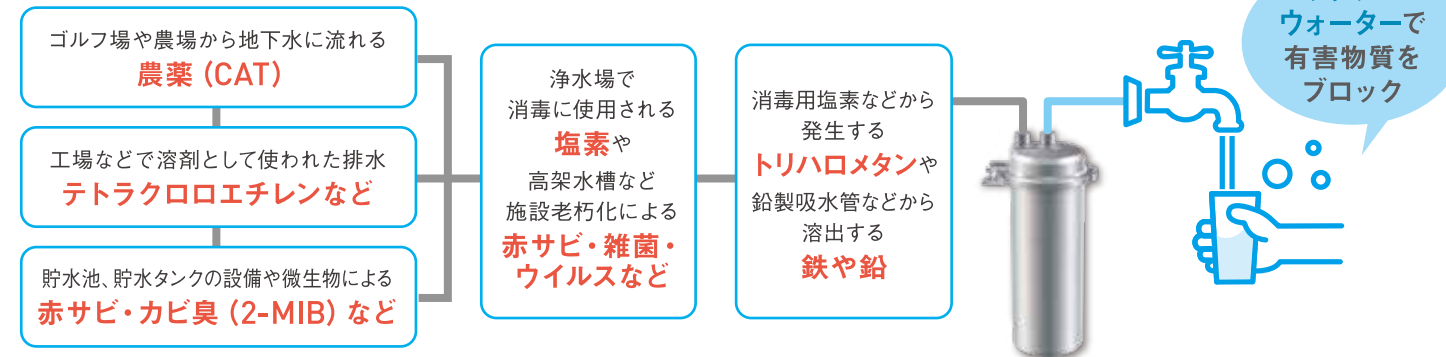 ゴルフ場や農場から地下水に流れる
農薬（CAT）
工場などで溶剤として使われた排水
テトラクロロエチレンなど
貯水池、貯水タンクの設備や微生物による
赤サビ・カビ臭（2-MIB）など
浄水場で
消毒に使用される
塩素や
高架水槽など
施設老朽化による
赤サビ・雑菌・
ウイルスなど
消毒用塩素などから
発生する
トリハロメタンや
鉛製吸水管などから
溶出する
鉄や鉛
ウォーターで
有害物質を
ブロック